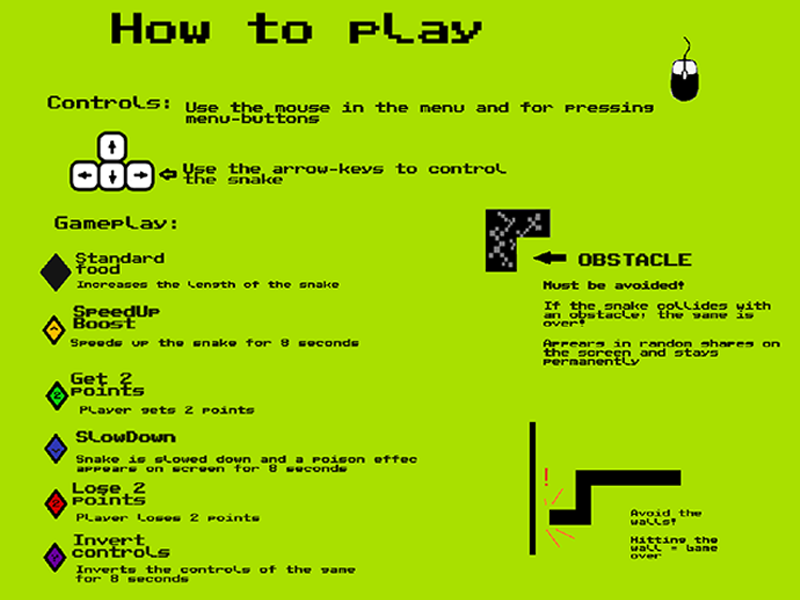 How to play
Controls:
Use the mouse in the menu and for pressing
menu-buttons
Use the arrow-keys to control
the snake
Gameplay:
Standard
food
Increases the length of the snake
SpeedUp
Boost
Speeds up the snake for 8 seconds
2
Get 2
points
Player gets 2 points
SlowDown
Snake is slowed down and a poison effec
appears on screen for 8 seconds
2
Lose 2
points
Player loses 2 points
Invert
controls
Inverts the controls of the game
for 8 seconds
OBSTACLE
Must be avoided!
If the snake collides with
an obstacle, the game is
over!
Appears in random shapes on
the screen and stays
permanently
!
Avoid the
walls!
Hitting the
wall = Game
over